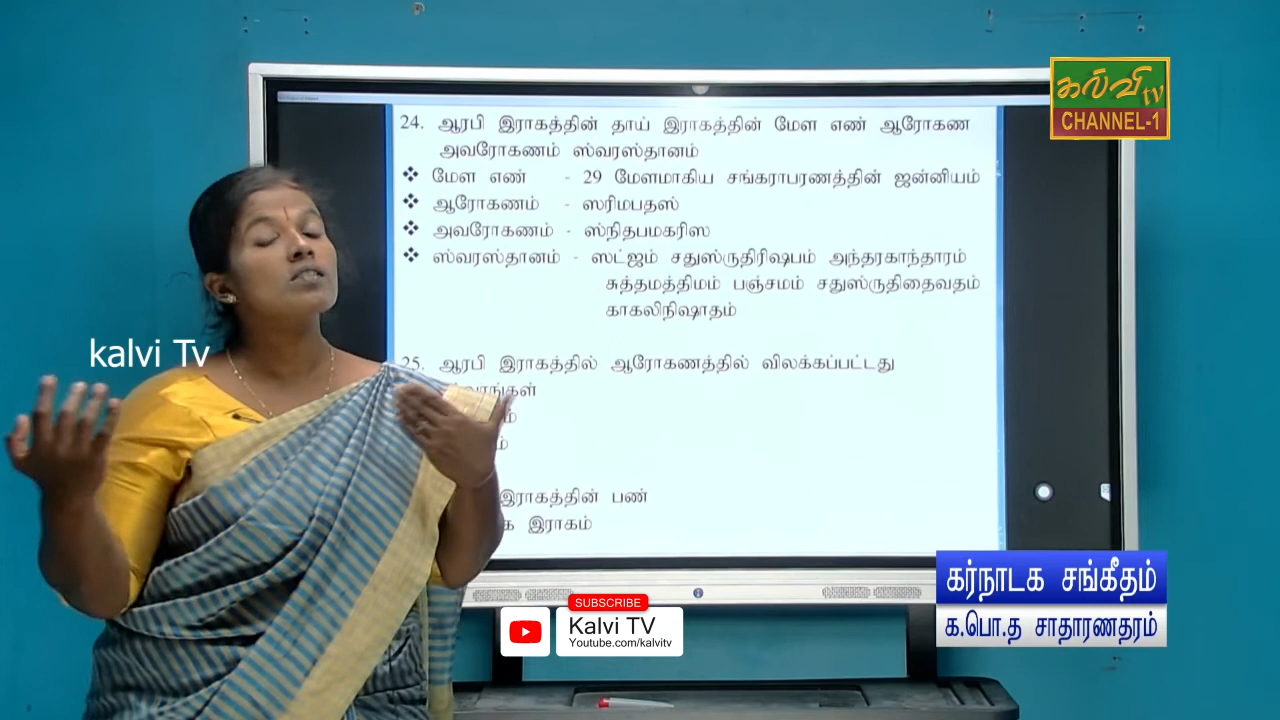 கல்வி tv
CHANNEL-1
24. ஆரபி இராகத்தின் தாய் இராகத்தின் மேள எண் ஆரோகண
அவரோகணம் ஸ்வரஸ்தானம்
❖ மேள எண் - 29 மேளமாகிய சங்கராபரணத்தின் ஜன்னியம்
❖ ஆரோகணம் - ஸரிமபதஸ்
❖ அவரோகணம் - ஸ்நிதபமகரிஸ
❖ ஸ்வரஸ்தானம் - ஸட்ஜம் சதுஸ்ருதிரிஷபம் அந்தரகாந்தாரம்
சுத்தமத்திமம் பஞ்சமம் சதுஸ்ருதிதைவதம்
காகலிநிஷாதம்
kalvi Tv
25. ஆரபி இராகத்தில் ஆரோகணத்தில் விலக்கப்பட்டது
இராகத்தின் பண்
இராகம்
கர்நாடக சங்கீதம்
க.பொ.த சாதாரணதரம்
SUBSCRIBE
Kalvi TV
Youtube.com/kalvitv